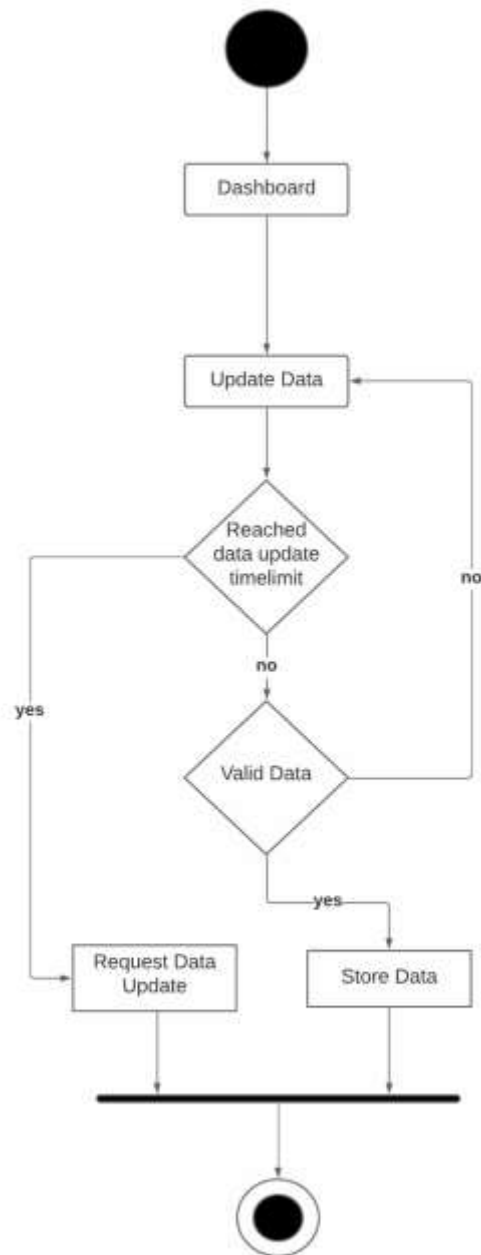 Dashboard
Update Data
Reached
data update
timelimit
no
no
yes
Valid Data
yes
Request Data
Update
Store Data